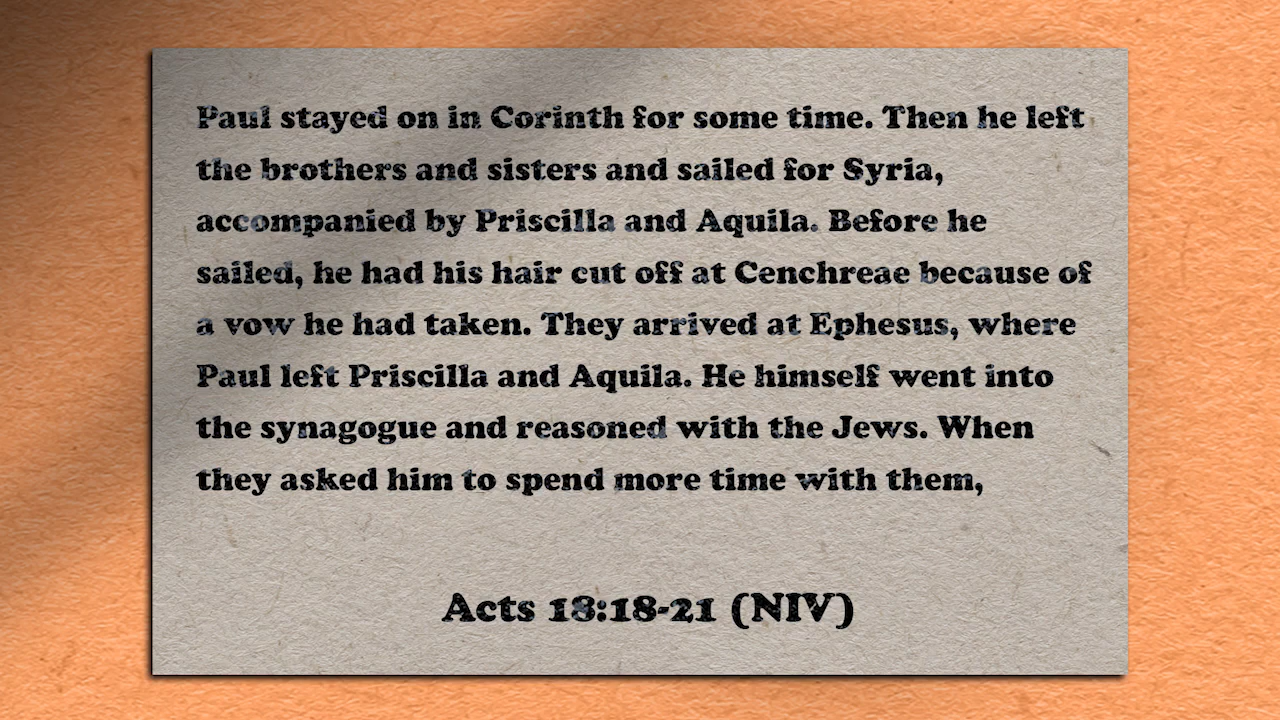 Paul stayed on in Corinth for some time. Then he left
the brothers and sisters and sailed for Syria,
accompanied by Priscilla and Aquila. Before he
sailed, he had his hair cut off at Cenchreae because of
a vow he had taken. They arrived at Ephesus, where
Paul left Priscilla and Aquila. He himself went into
the synagogue and reasoned with the Jews. When
they asked him to spend more time with them,
Acts 18:18-21 (NIV)